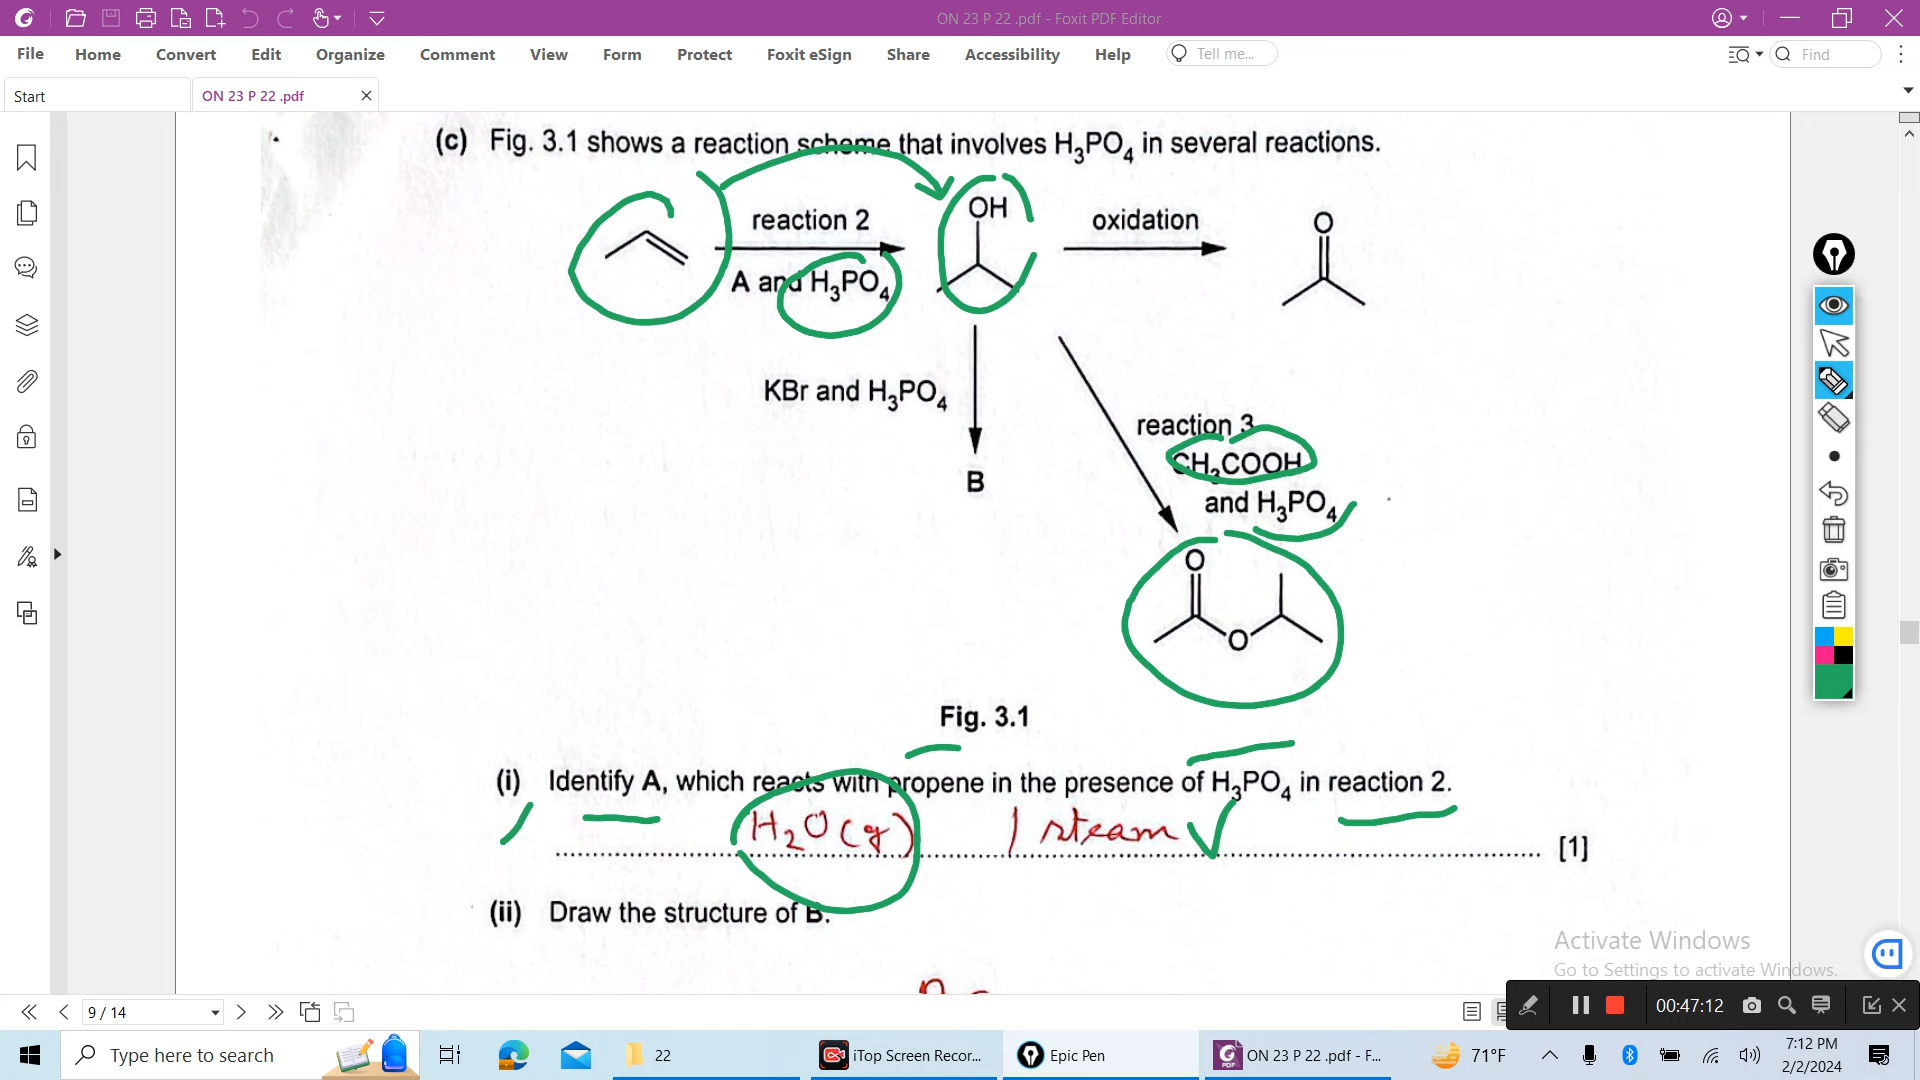 ON 23 P 22 .pdf - Foxit PDF Editor
File Home Convert Edit Organize Comment View Form Protect Foxit eSign Share Accessibility Help Tell me... Find
Start ON 23 P 22 .pdf
(c) Fig. 3.1 shows a reaction scheme that involves H₃PO₄ in several reactions.
reaction 2
A and H₃PO₄
OH
oxidation
O
KBr and H₃PO₄
B
reaction 3
CH₃COOH
and H₃PO₄
O
O
Fig. 3.1
(i) Identify A, which reacts with propene in the presence of H₃PO₄ in reaction 2.
H₂O(g) / steam
[1]
(ii) Draw the structure of B.
Activate Windows
Go to Settings to activate Windows.
9 / 14
00:47:12
Type here to search
22
iTop Screen Recor...
Epic Pen
ON 23 P 22 .pdf - F...
71°F
7:12 PM
2/2/2024